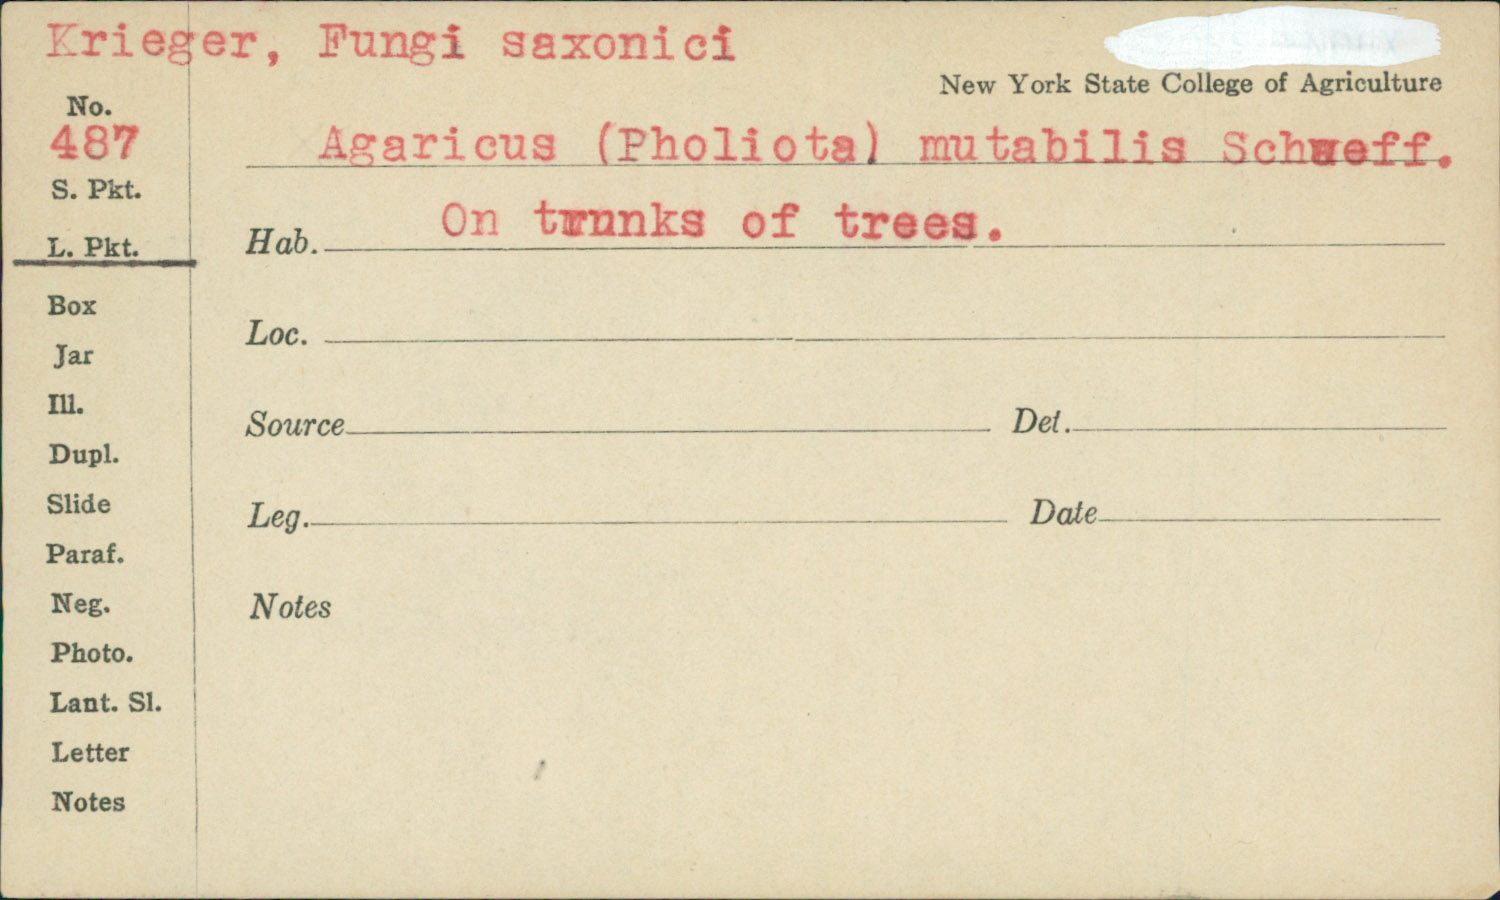 Krieger, Fungi saxonici
New York State College of Agriculture
No.
487
Agaricus (Pholiota) mutabilis Schaeff.
S. Pkt.
Hab. On trunks of trees.
L. Pkt.
Box
Loc.
Jar
Ill.
Source Det.
Dupl.
Slide
Leg. Date
Paraf.
Neg.
Notes
Photo.
Lant. Sl.
Letter
Notes